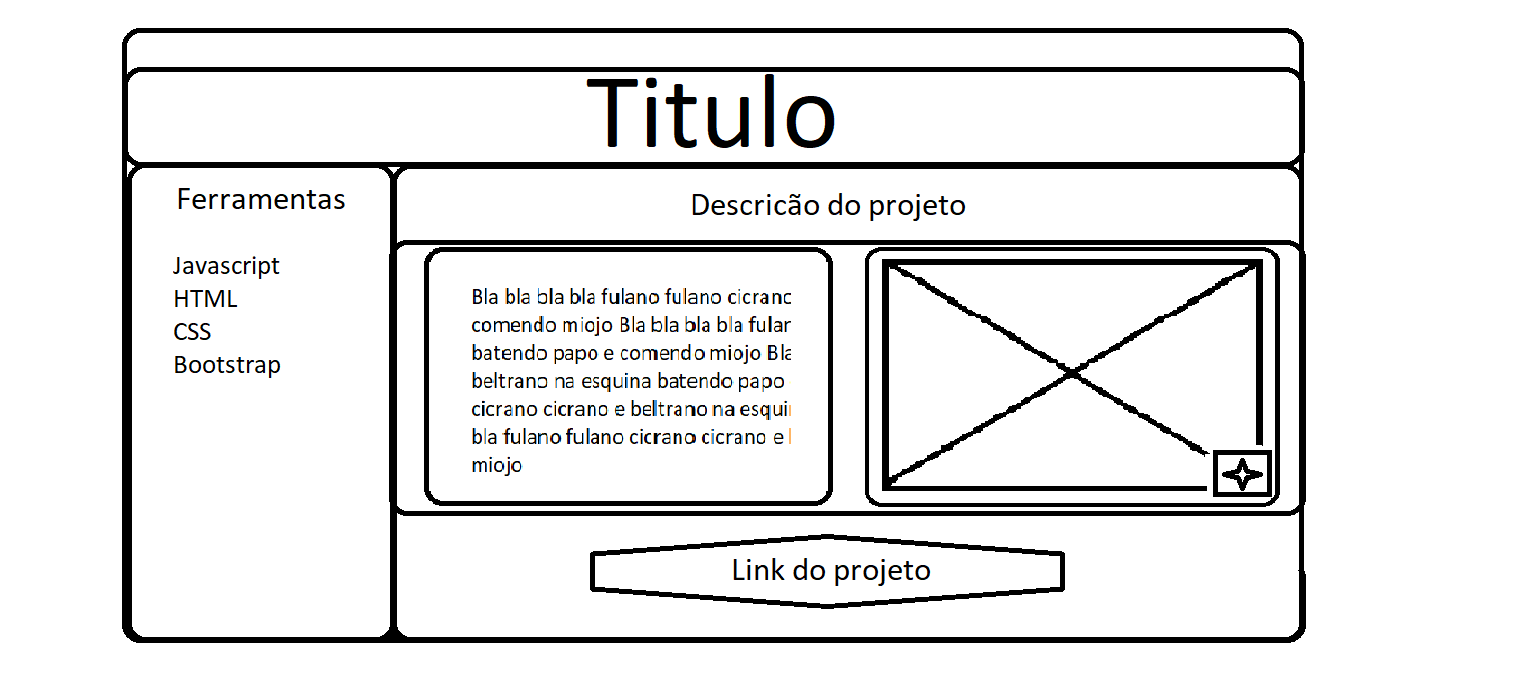 Titulo
Ferramentas
Javascript
HTML
CSS
Bootstrap
Descricão do projeto
Bla bla bla bla fulano fulano cicranc
comendo miojo Bla bla bla bla fular
batendo papo e comendo miojo Bla
beltrano na esquina batendo papo
cicrano cicrano e beltrano na esqui
bla fulano fulano cicrano cicrano e
miojo
Link do projeto